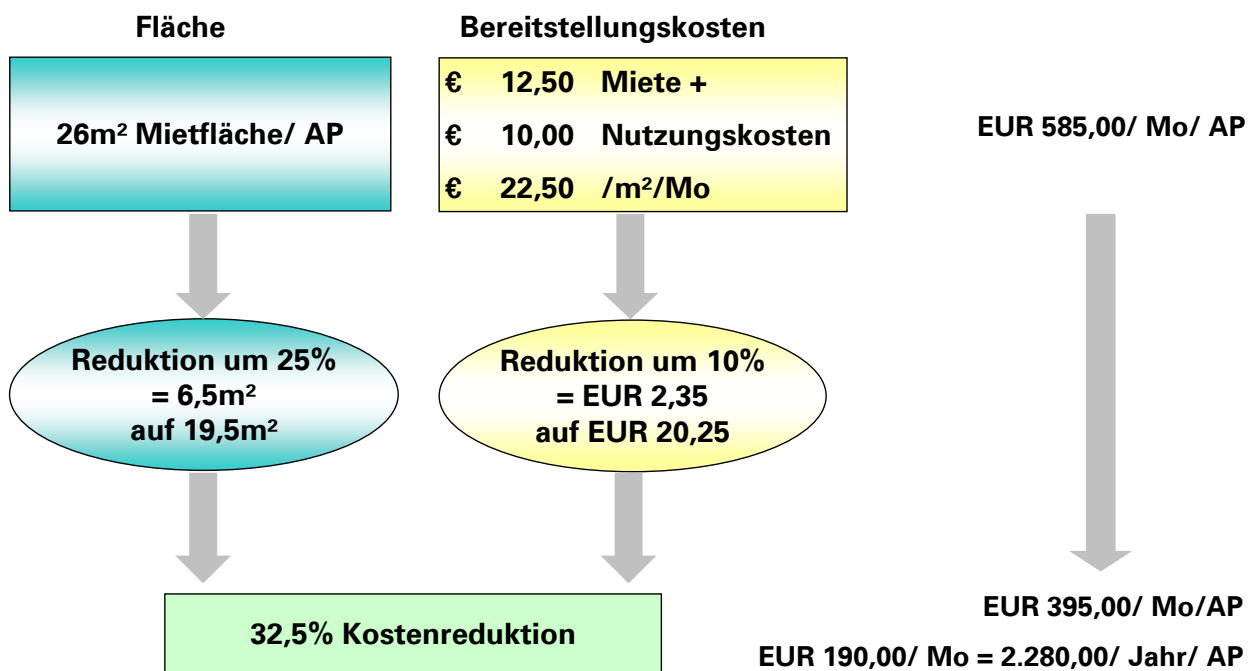 Fläche
Bereitstellungskosten
26m² Mietfläche/ AP
€ 12,50 Miete +
€ 10,00 Nutzungskosten
€ 22,50 /m²/Mo
EUR 585,00/ Mo/ AP
Reduktion um 25%
= 6,5m²
auf 19,5m²
Reduktion um 10%
= EUR 2,35
auf EUR 20,25
32,5% Kostenreduktion
EUR 395,00/ Mo/AP
EUR 190,00/ Mo = 2.280,00/ Jahr/ AP